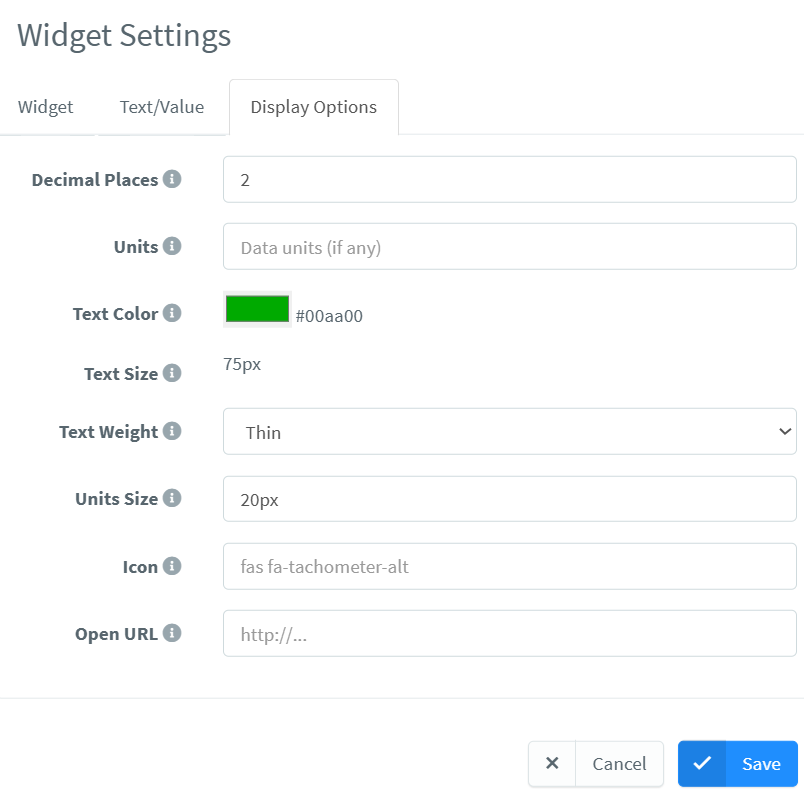 Widget Settings
Widget Text/Value Display Options
Decimal Places 2
Units Data units (if any)
Text Color #00aa00
Text Size 75px
Text Weight Thin
Units Size 20px
Icon fas fa-tachometer-alt
Open URL http://...
Cancel Save